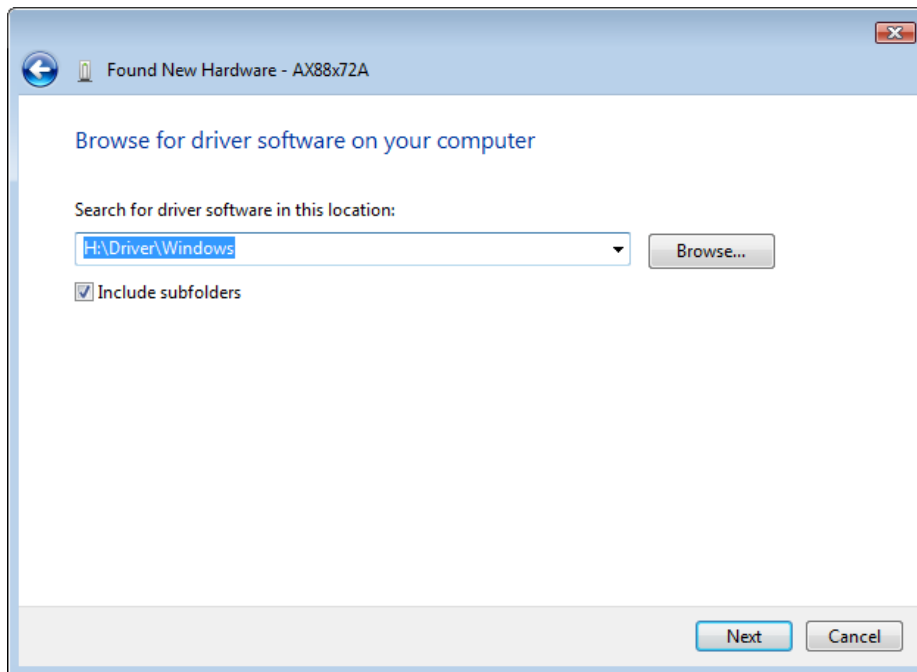 Found New Hardware - AX88x72A
Browse for driver software on your computer
Search for driver software in this location:
H:\Driver\Windows
Browse...
Include subfolders
Next
Cancel